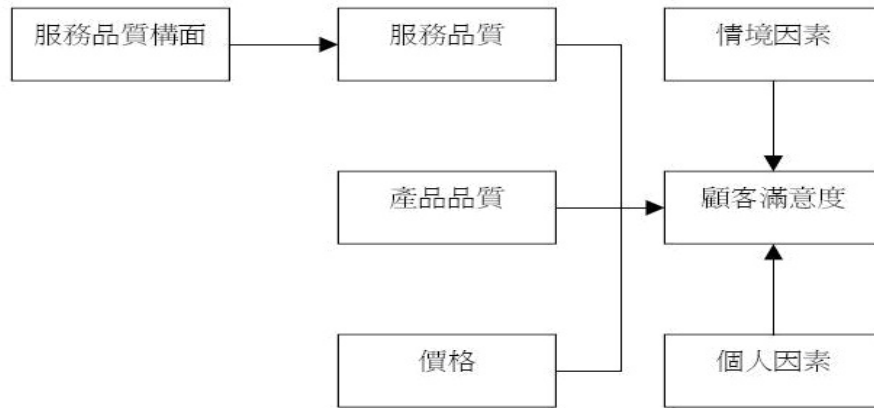 服務品質構面
服務品質
情境因素
產品品質
顧客滿意度
價格
個人因素